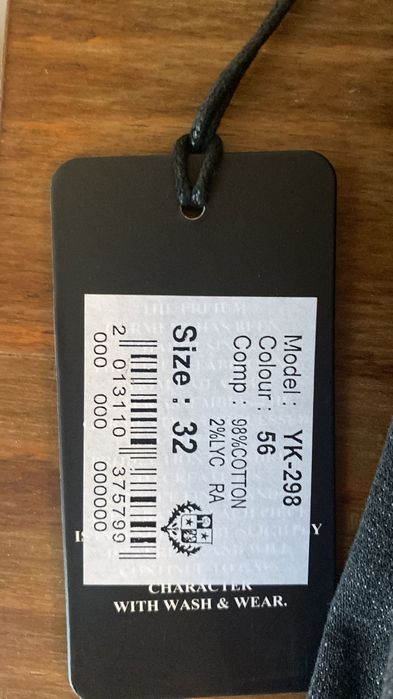 Model : YK-298
Colour : 56
Comp : 98%COTTON
2%LYC RA
Size : 32
2 013110 375799
000 000 000000
CHARACTER
WITH WASH & WEAR.